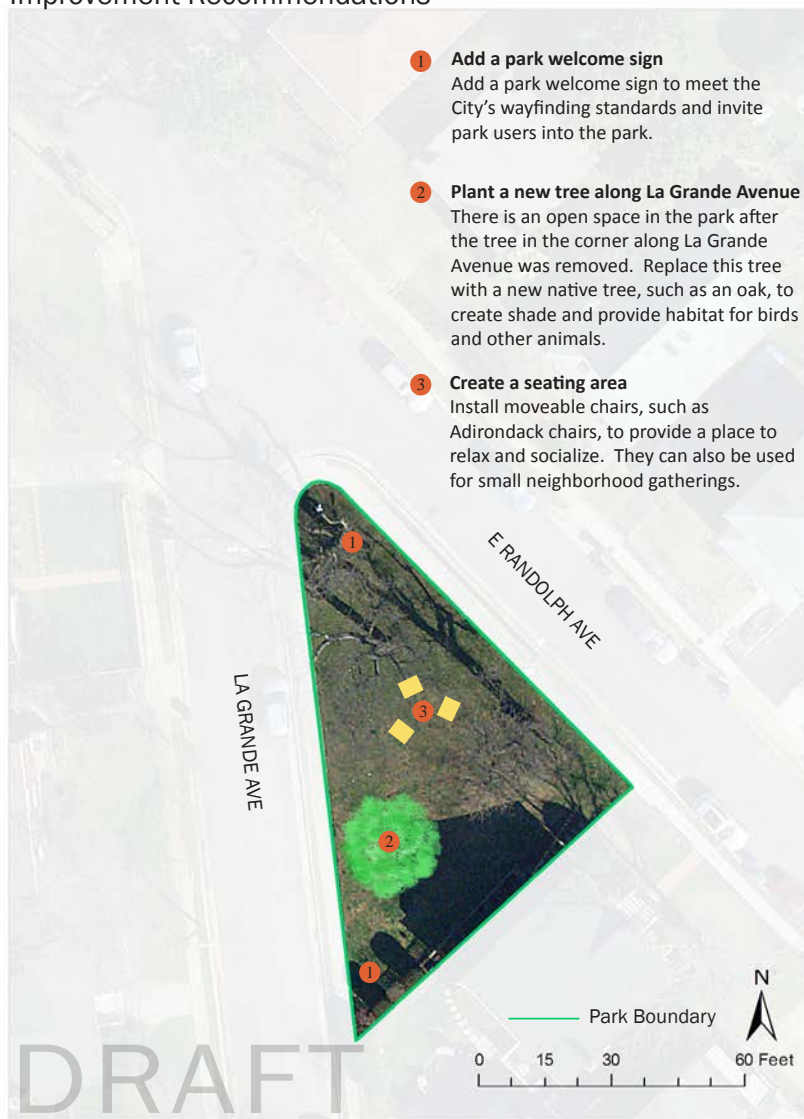 Improvement Recommendations
1 Add a park welcome sign
Add a park welcome sign to meet the
City's wayfinding standards and invite
park users into the park.
2 Plant a new tree along La Grande Avenue
There is an open space in the park after
the tree in the corner along La Grande
Avenue was removed. Replace this tree
with a new native tree, such as an oak, to
create shade and provide habitat for birds
and other animals.
3 Create a seating area
Install moveable chairs, such as
Adirondack chairs, to provide a place to
relax and socialize. They can also be used
for small neighborhood gatherings.
1
E RANDOLPH AVE
3
LA GRANDE AVE
2
1
N
Park Boundary
0 15 30 60 Feet
DRAFT